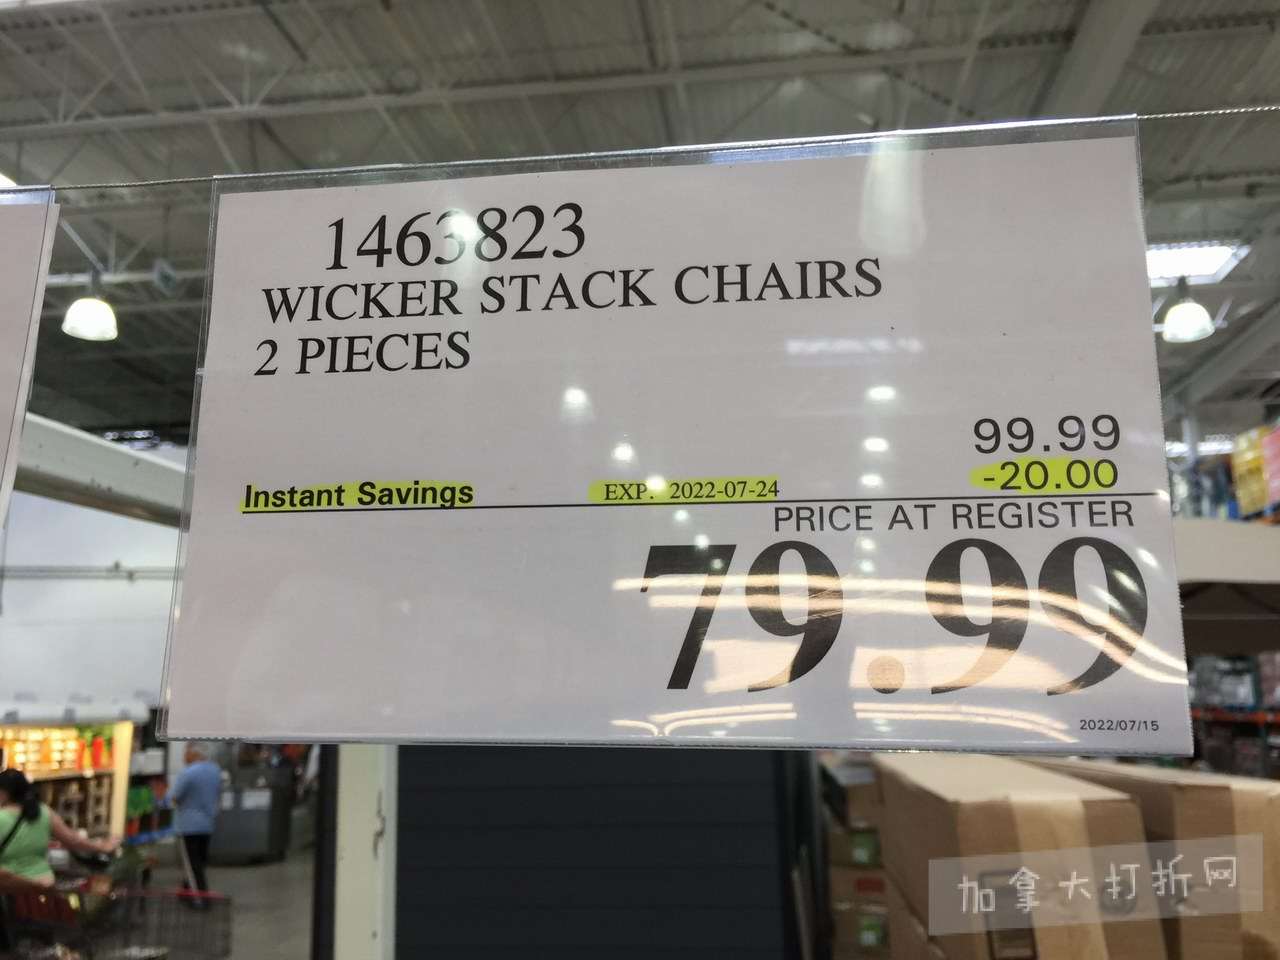 1463823
WICKER STACK CHAIRS
2 PIECES
99.99
Instant Savings EXP. 2022-07-24 -20.00
PRICE AT REGISTER
79.99
2022/07/15
加拿大打折网